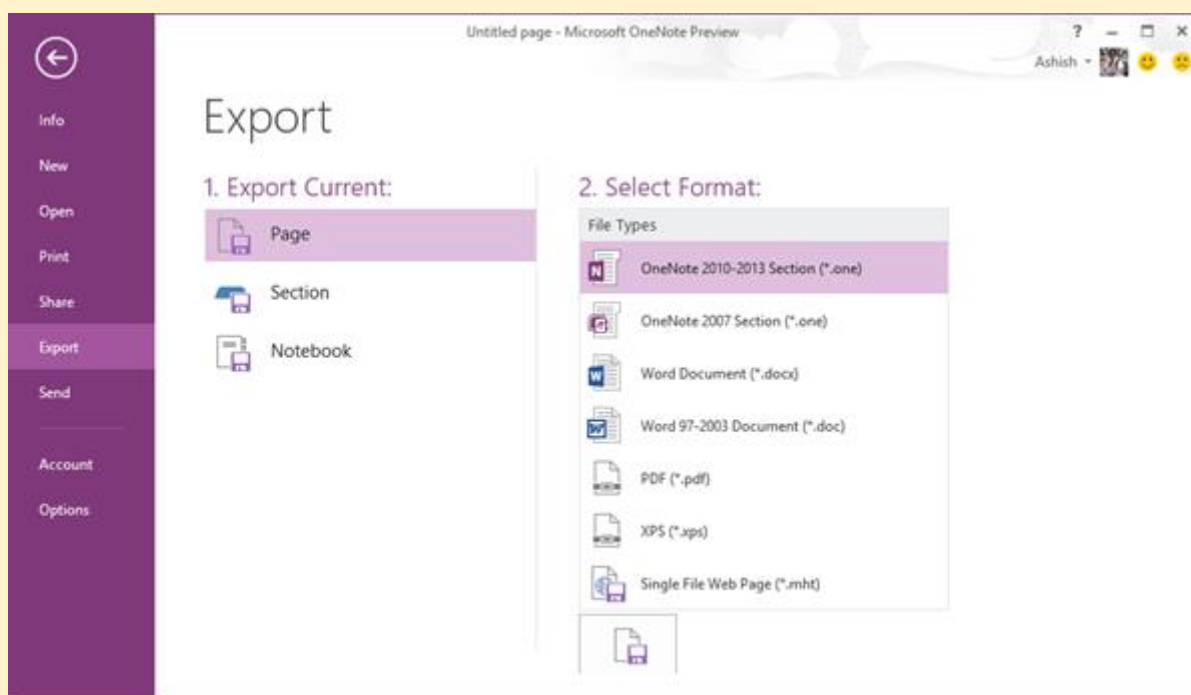 Untitled page - Microsoft OneNote Preview
?
Ashish
Info
New
Open
Print
Share
Export
Send
Account
Options
Export
1. Export Current:
Page
Section
Notebook
2. Select Format:
File Types
OneNote 2010-2013 Section (*.one)
OneNote 2007 Section (*.one)
Word Document (*.docx)
Word 97-2003 Document (*.doc)
PDF (*.pdf)
XPS (*.xps)
Single File Web Page (*.mht)